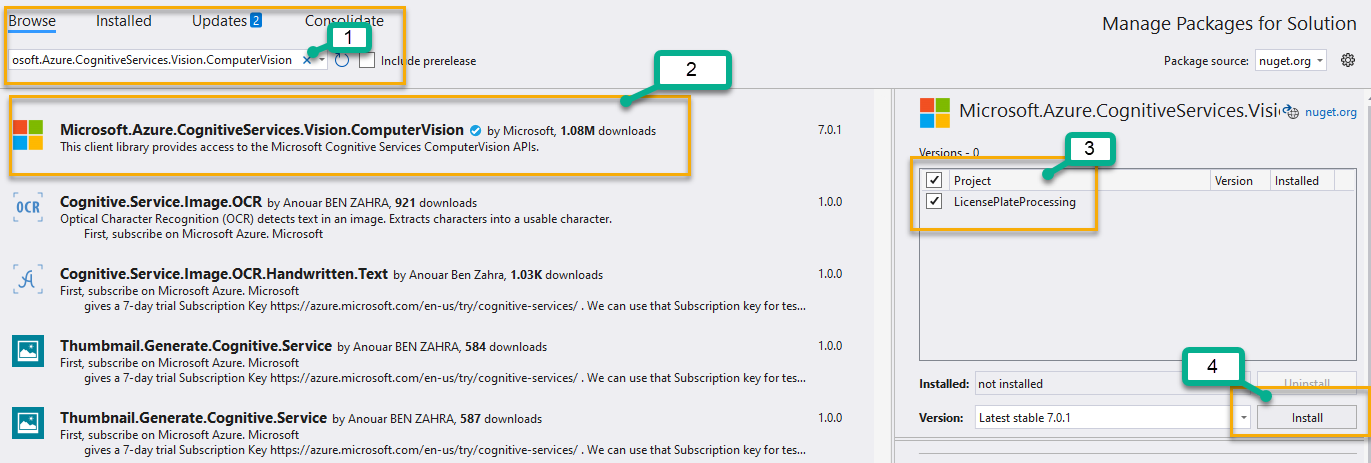 Browse Installed Updates 2 Consolidate
Manage Packages for Solution
1
osoft.Azure.CognitiveServices.Vision.ComputerVision Include prerelease
Package source: nuget.org
2
Microsoft.Azure.CognitiveServices.Vision.ComputerVision by Microsoft, 1.08M downloads 7.0.1
This client library provides access to the Microsoft Cognitive Services ComputerVision APIs.
Cognitive.Service.Image.OCR by Anouar BEN ZAHRA, 921 downloads 1.0.0
OCR
Optical Character Recognition (OCR) detects text in an image. Extracts characters into a usable character.
First, subscribe on Microsoft Azure. Microsoft
Cognitive.Service.Image.OCR.Handwritten.Text by Anouar Ben Zahra, 1.03K downloads 1.0.0
A
First, subscribe on Microsoft Azure. Microsoft
gives a 7-day trial Subscription Key https://azure.microsoft.com/en-us/try/cognitive-services/ . We can use that Subscription key for tes...
Thumbnail.Generate.Cognitive.Service by Anouar BEN ZAHRA, 584 downloads 1.0.0
First, subscribe on Microsoft Azure. Microsoft
gives a 7-day trial Subscription Key https://azure.microsoft.com/en-us/try/cognitive-services/ . We can use that Subscription key for tes...
Thumbnail.Generate.Cognitive.Service by Anouar BEN ZAHRA, 587 downloads 1.0.0
First, subscribe on Microsoft Azure. Microsoft
gives a 7-day trial Subscription Key https://azure.microsoft.com/en-us/try/cognitive-services/ . We can use that Subscription key for tes...
Microsoft.Azure.CognitiveServices.Visi nuget.org
Versions - 0
3
Project Version Installed
LicensePlateProcessing
4
Installed: not installed Uninstall
Version: Latest stable 7.0.1 Install